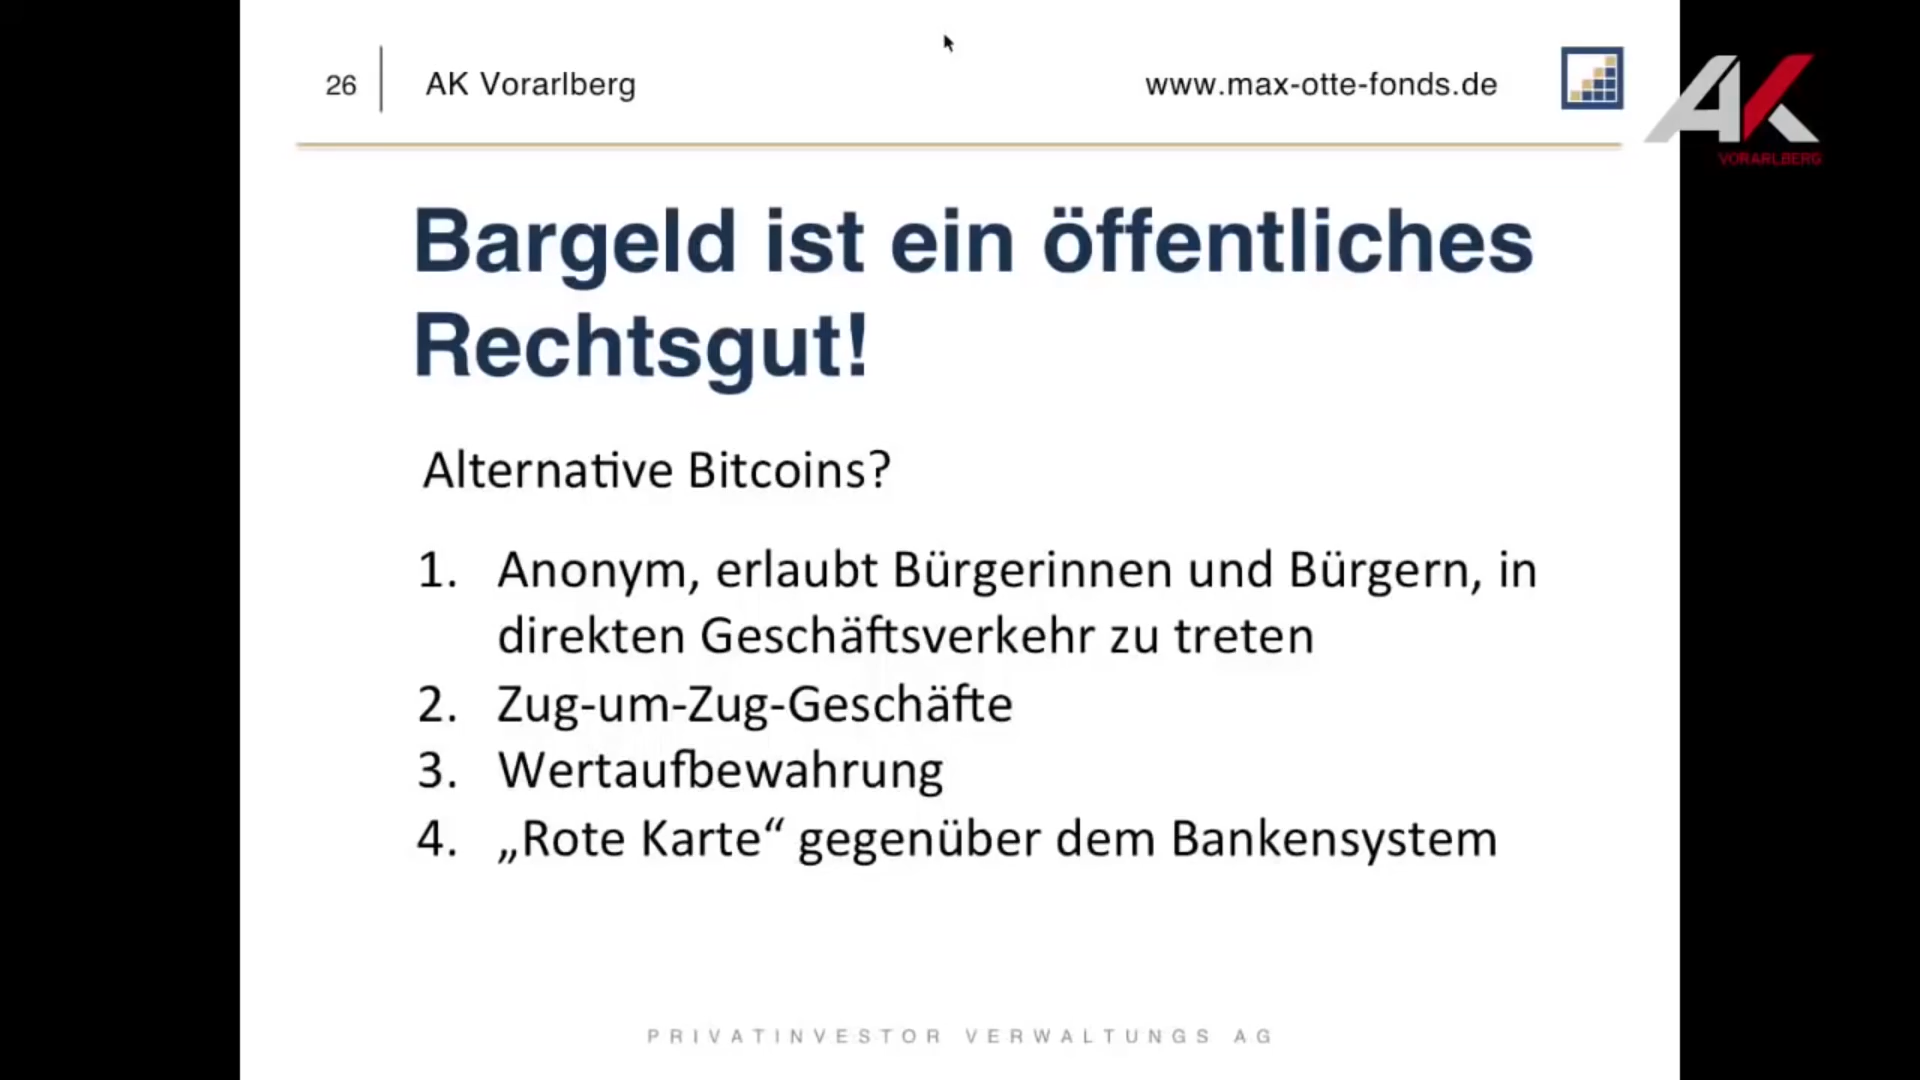 26 AK Vorarlberg www.max-otte-fonds.de
AK
VORARLBERG
Bargeld ist ein öffentliches
Rechtsgut!
Alternative Bitcoins?
1. Anonym, erlaubt Bürgerinnen und Bürgern, in
direkten Geschäftsverkehr zu treten
2. Zug-um-Zug-Geschäfte
3. Wertaufbewahrung
4. „Rote Karte“ gegenüber dem Bankensystem
PRIVATINVESTOR VERWALTUNGS AG